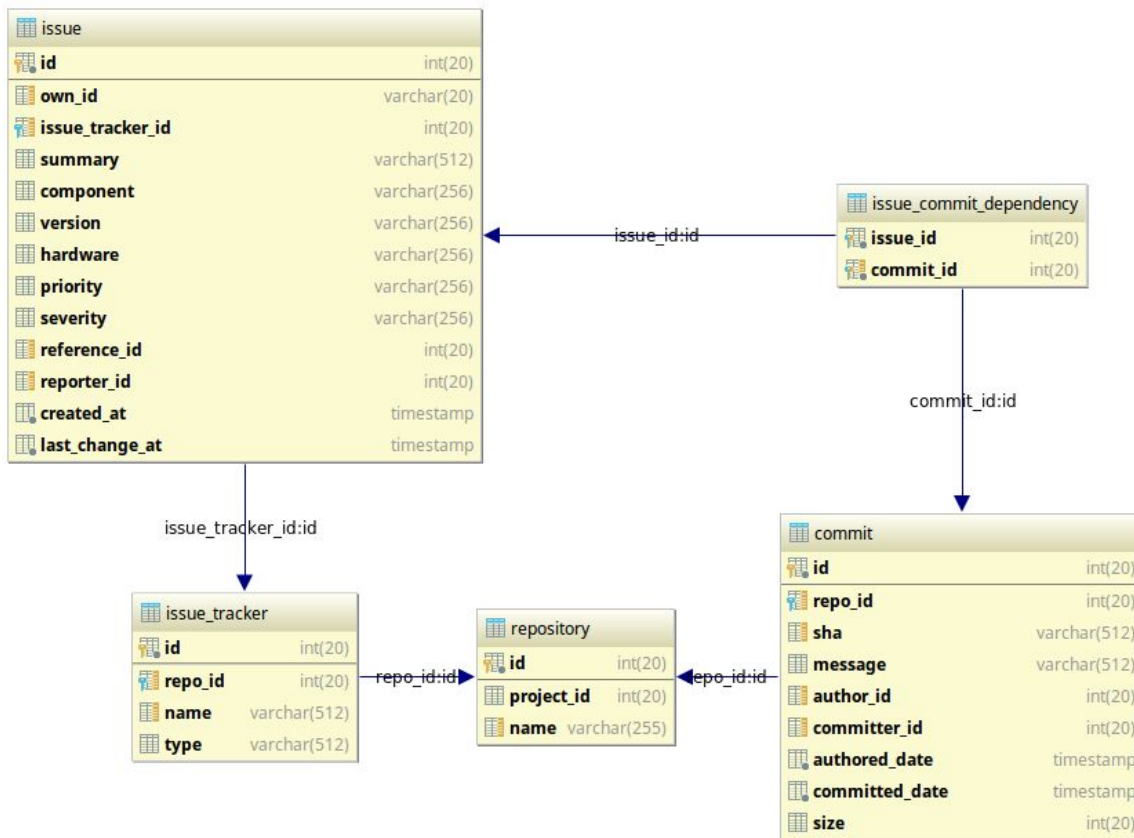 issue
id int(20)
own_id varchar(20)
issue_tracker_id int(20)
summary varchar(512)
component varchar(256)
version varchar(256)
hardware varchar(256)
priority varchar(256)
severity varchar(256)
reference_id int(20)
reporter_id int(20)
created_at timestamp
last_change_at timestamp
issue_id:id
issue_commit_dependency
issue_id int(20)
commit_id int(20)
commit_id:id
issue_tracker_id:id
issue_tracker
id int(20)
repo_id int(20)
name varchar(512)
type varchar(512)
repo_id:id
repository
id int(20)
project_id int(20)
name varchar(255)
epo_id:id
commit
id int(20)
repo_id int(20)
sha varchar(512)
message varchar(512)
author_id int(20)
committer_id int(20)
authored_date timestamp
committed_date timestamp
size int(20)